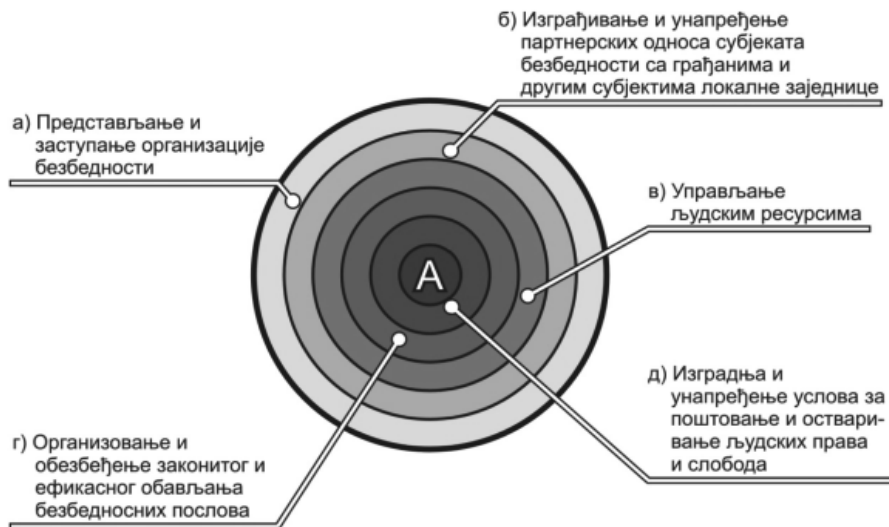 б) Изграђивање и унапређење
партнерских односа субјеката
безбедности са грађанима и
другим субјектима локалне заједнице
а) Представљање и
заступање организације
безбедности
в) Управљање
људским ресурсима
А
д) Изградња и
унапређење услова за
поштовање и оствари-
вање људских права
и слобода
г) Организовање и
обезбеђење законитог и
ефикасног обављања
безбедносних послова